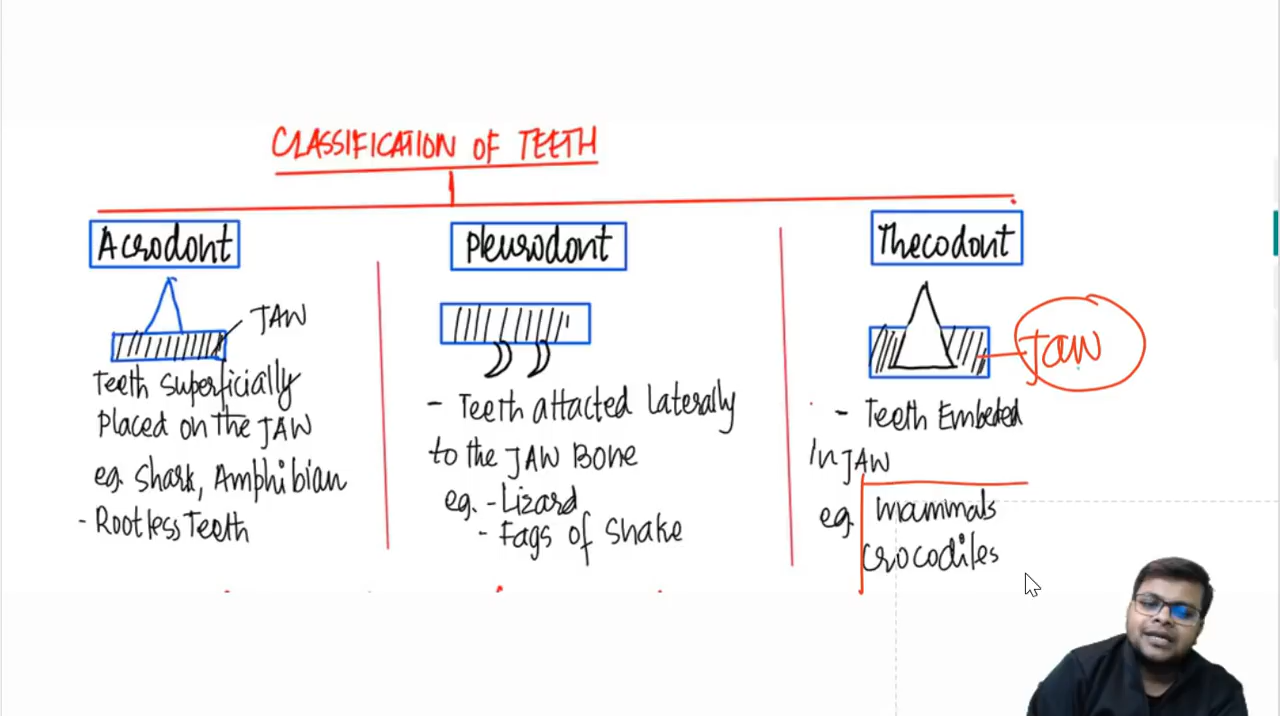 CLASSIFICATION OF TEETH
Acrodont
JAW
Teeth Superficially
Placed on the JAW
eg. Shark, Amphibian
- Rootless Teeth
Pleurodont
- Teeth attacted Laterally
to the JAW BONE
eg. - Lizard
- Fags of Snake
Thecodont
Jaw
- Teeth Embeted
In JAW
eg. mammals
crocodiles